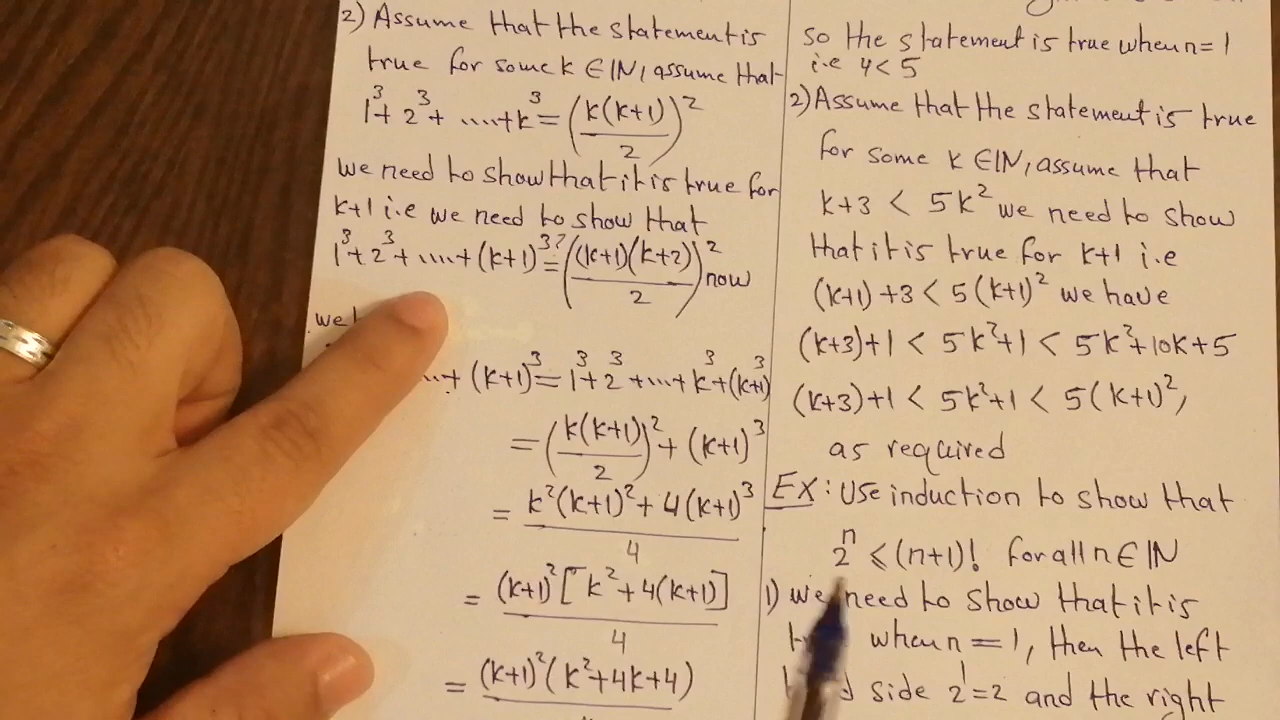 2) Assume that the statement is
true for some k ∈ IN, assume that
1³ + 2³ + .....+ k³ = (k(k+1)/2)²
we need to show that it is true for
k+1 i.e we need to show that
1³ + 2³ + .....+ (k+1)³ ?= ((k+1)(k+2)/2)² now
+ (k+1)³ = 1³ + 2³ + ....+ k³ + (k+1)³
= (k(k+1)/2)² + (k+1)³
= k²(k+1)² + 4(k+1)³ / 4
= (k+1)² [k² + 4(k+1)] / 4
= (k+1)² (k² + 4k + 4)
so the statement is true when n = 1
i.e 4 < 5
2) Assume that the statement is true
for some k ∈ IN, assume that
k+3 < 5k² we need to show
that it is true for k+1 i.e
(k+1) + 3 < 5(k+1)² we have
(k+3)+1 < 5k²+1 < 5k²+10k+5
(k+3)+1 < 5k²+1 < 5(k+1)²,
as required
EX: Use induction to show that
2ⁿ ≤ (n+1)! for all n ∈ IN
1) we need to show that it is
when n = 1, then the left
side 2¹ = 2 and the right